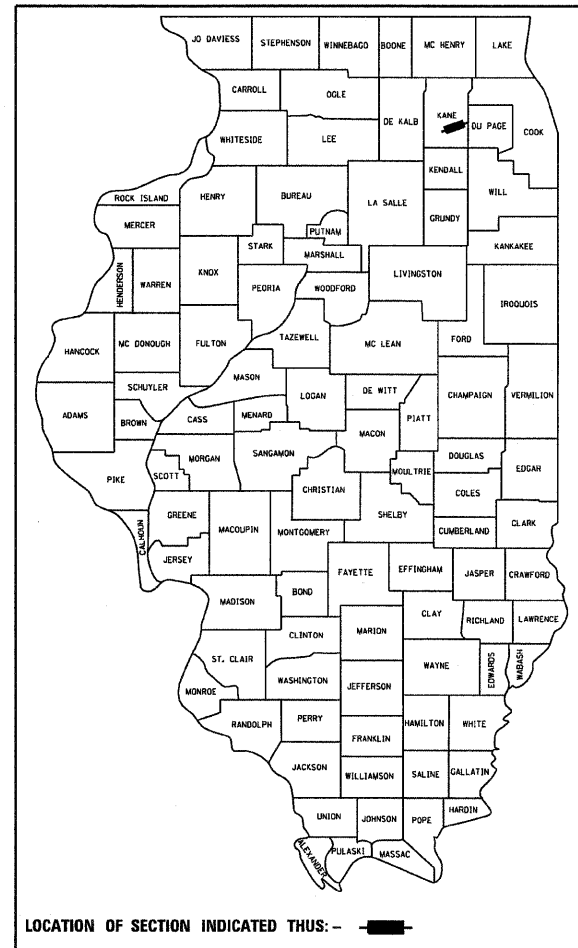 JO DAVIESS
STEPHENSON
WINNEBAGO
BOONE
MC HENRY
LAKE
CARROLL
OGLE
DE KALB
KANE
DU PAGE
COOK
WHITESIDE
LEE
KENDALL
WILL
ROCK ISLAND
HENRY
BUREAU
LA SALLE
GRUNDY
MERCER
PUTNAM
KANKAKEE
STARK
MARSHALL
HENDERSON
WARREN
KNOX
PEORIA
WOODFORD
LIVINGSTON
IROQUOIS
HANCOCK
MC DONOUGH
FULTON
TAZEWELL
MC LEAN
FORD
SCHUYLER
MASON
LOGAN
DE WITT
CHAMPAIGN
VERMILION
ADAMS
BROWN
CASS
MENARD
MACON
PIATT
PIKE
SCOTT
MORGAN
SANGAMON
MOULTRIE
DOUGLAS
EDGAR
CHRISTIAN
COLES
CALHOUN
GREENE
MACOUPIN
MONTGOMERY
SHELBY
CUMBERLAND
CLARK
JERSEY
FAYETTE
EFFINGHAM
JASPER
CRAWFORD
MADISON
BOND
CLAY
RICHLAND
LAWRENCE
CLINTON
MARION
ST. CLAIR
WAYNE
EDWARDS
WABASH
MONROE
WASHINGTON
JEFFERSON
RANDOLPH
PERRY
HAMILTON
WHITE
FRANKLIN
JACKSON
WILLIAMSON
SALINE
GALLATIN
UNION
JOHNSON
POPE
HARDIN
ALEXANDER
PULASKI
MASSAC
LOCATION OF SECTION INDICATED THUS: -